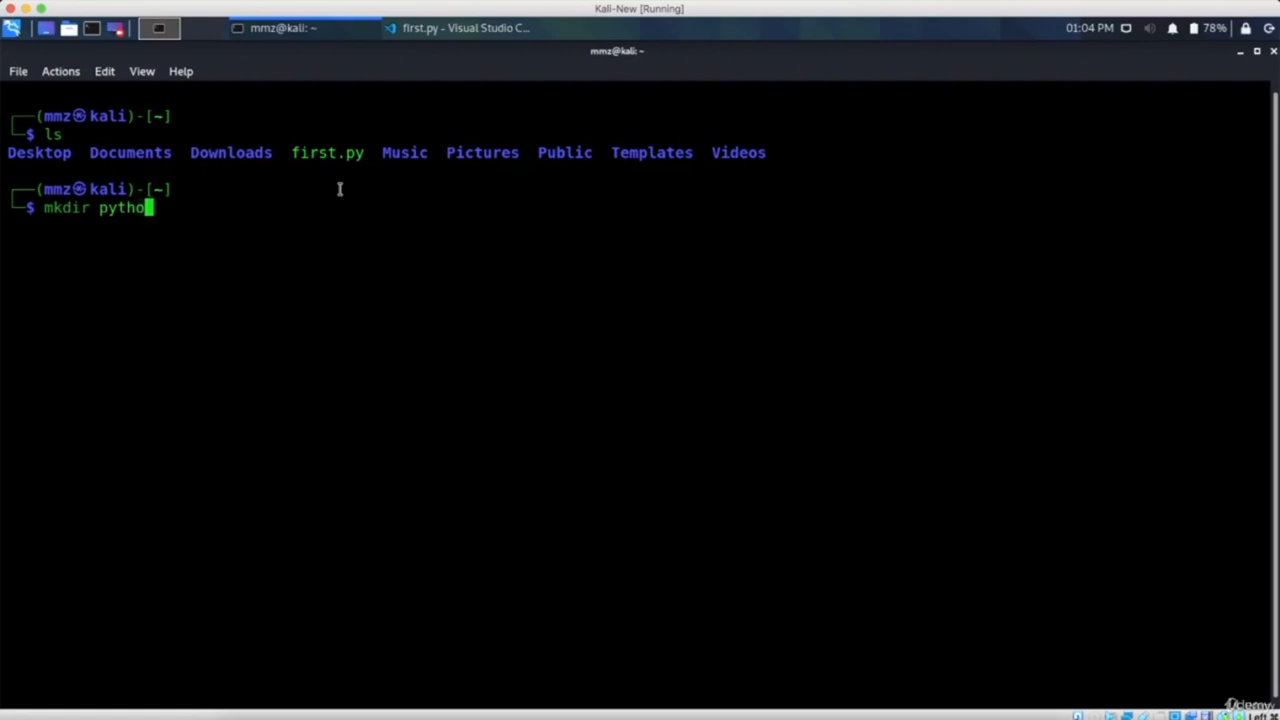 Kali-New [Running]
mmz@kali: ~
first.py - Visual Studio C...
01:04 PM
78%
mmz@kali: ~
File Actions Edit View Help
(mmz㉿kali)-[~]
$ ls
Desktop Documents Downloads first.py Music Pictures Public Templates Videos
(mmz㉿kali)-[~]
$ mkdir pytho
Udemy
Left ⌘